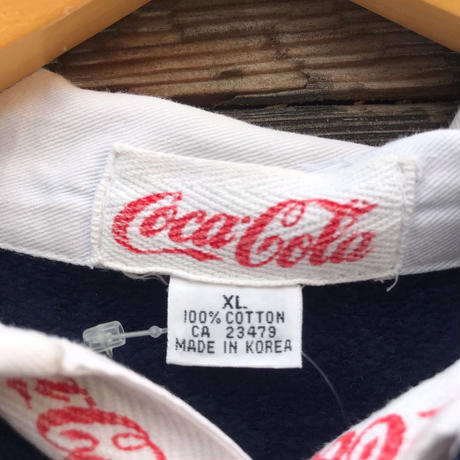 Coca-Cola
XL
100% COTTON
CA 23479
MADE IN KOREA